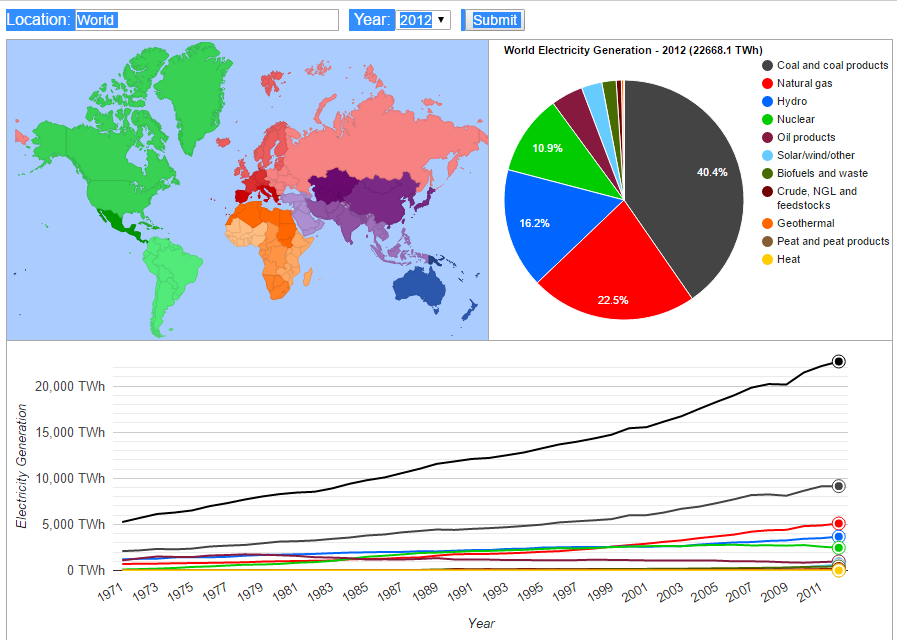 Location: World Year: 2012 Submit
World Electricity Generation - 2012 (22668.1 TWh)
Coal and coal products
Natural gas
Hydro
Nuclear
Oil products
Solar/wind/other
Biofuels and waste
Crude, NGL and
feedstocks
Geothermal
Peat and peat products
Heat
40.4%
22.5%
16.2%
10.9%
Electricity Generation
20,000 TWh
15,000 TWh
10,000 TWh
5,000 TWh
0 TWh
1971 1973 1975 1977 1979 1981 1983 1985 1987 1989 1991 1993 1995 1997 1999 2001 2003 2005 2007 2009 2011
Year